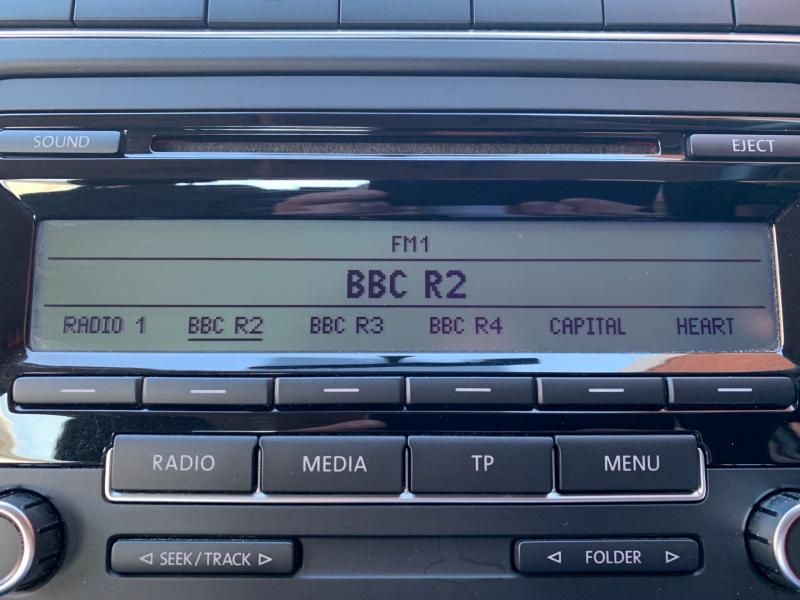 SOUND EJECT
FM1
BBC R2
RADIO 1 BBC R2 BBC R3 BBC R4 CAPITAL HEART
RADIO MEDIA TP MENU
◁ SEEK/TRACK ▷ ◁ FOLDER ▷